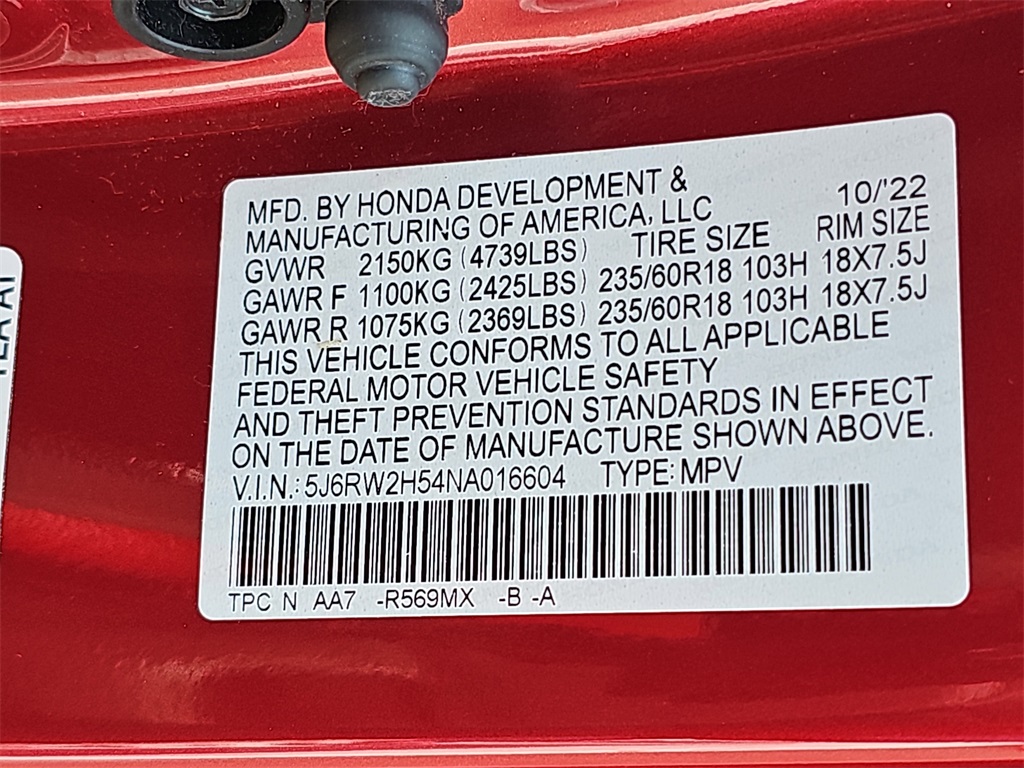 MFD. BY HONDA DEVELOPMENT &
MANUFACTURING OF AMERICA, LLC 10/'22
GVWR 2150KG (4739LBS) TIRE SIZE RIM SIZE
GAWR F 1100KG (2425LBS) 235/60R18 103H 18X7.5J
GAWR R 1075KG (2369LBS) 235/60R18 103H 18X7.5J
THIS VEHICLE CONFORMS TO ALL APPLICABLE
FEDERAL MOTOR VEHICLE SAFETY
AND THEFT PREVENTION STANDARDS IN EFFECT
ON THE DATE OF MANUFACTURE SHOWN ABOVE.
V.I.N.: 5J6RW2H54NA016604 TYPE: MPV
TPC N AA7 -R569MX -B -A